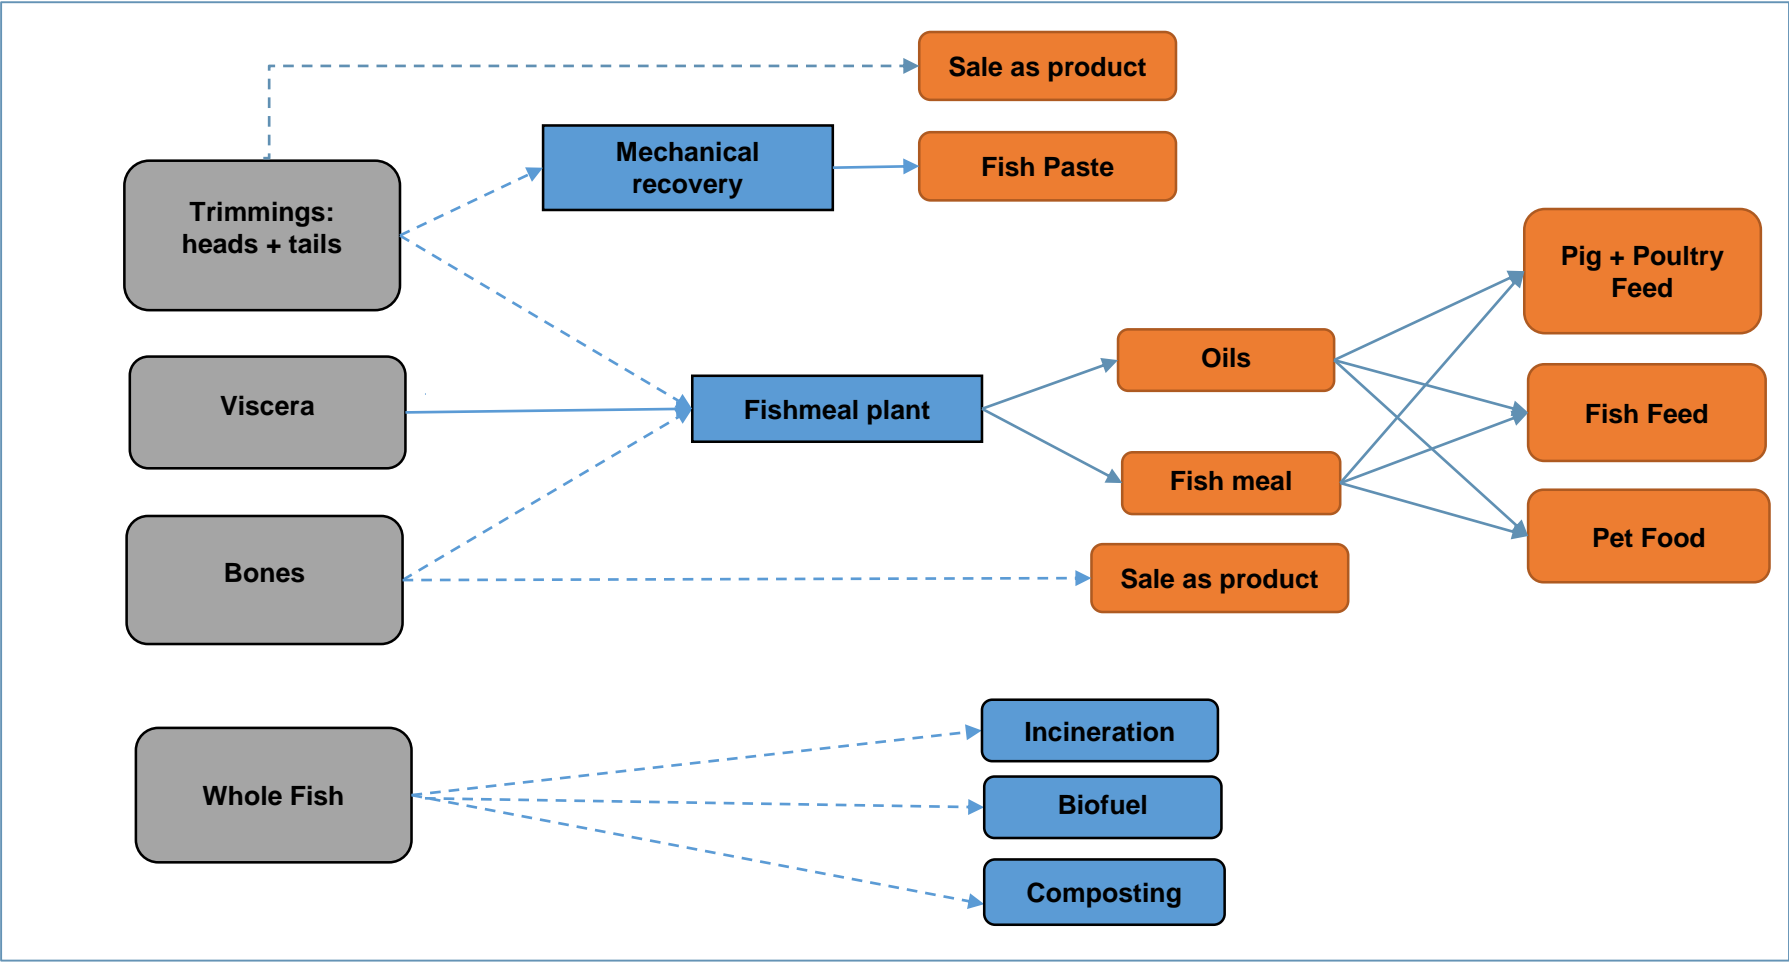 Sale as product
Mechanical
recovery
Fish Paste
Trimmings:
heads + tails
Pig + Poultry
Feed
Oils
Viscera
Fishmeal plant
Fish Feed
Fish meal
Pet Food
Bones
Sale as product
Incineration
Whole Fish
Biofuel
Composting